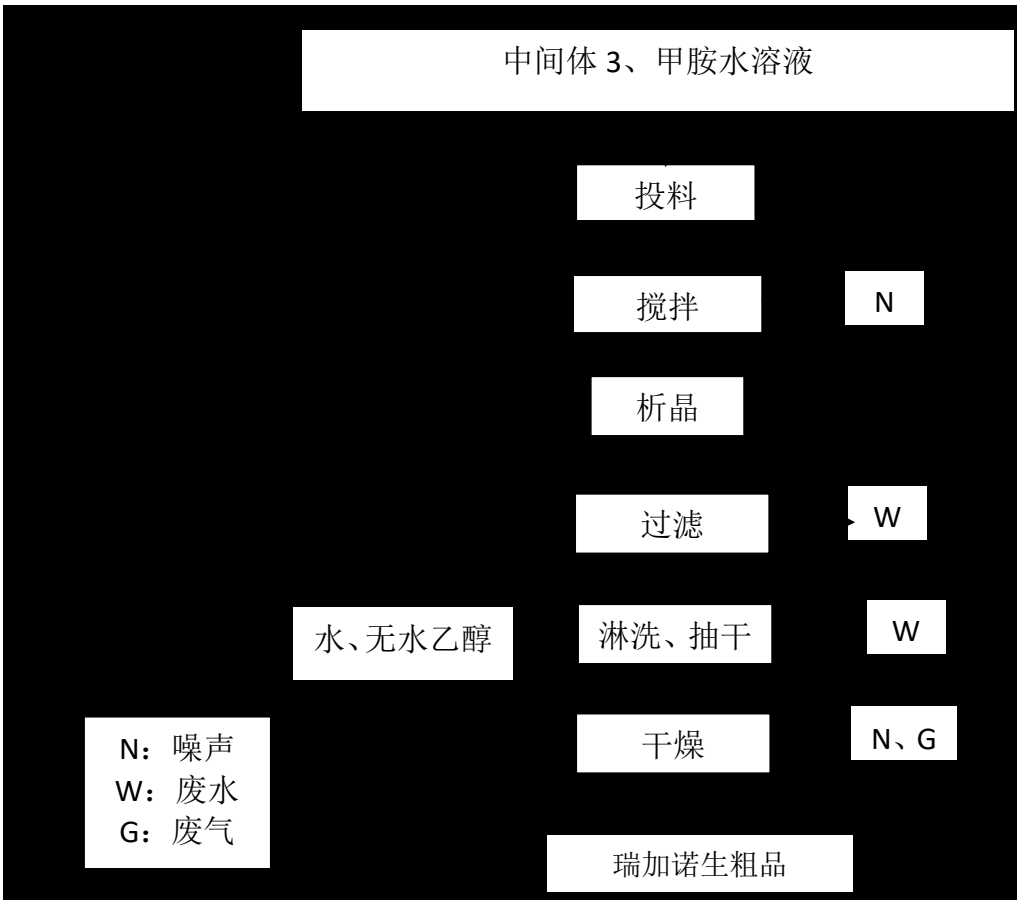 中间体 3、甲胺水溶液
投料
搅拌
N
析晶
过滤
W
水、无水乙醇
淋洗、抽干
W
干燥
N、G
N：噪声
W：废水
G：废气
瑞加诺生粗品